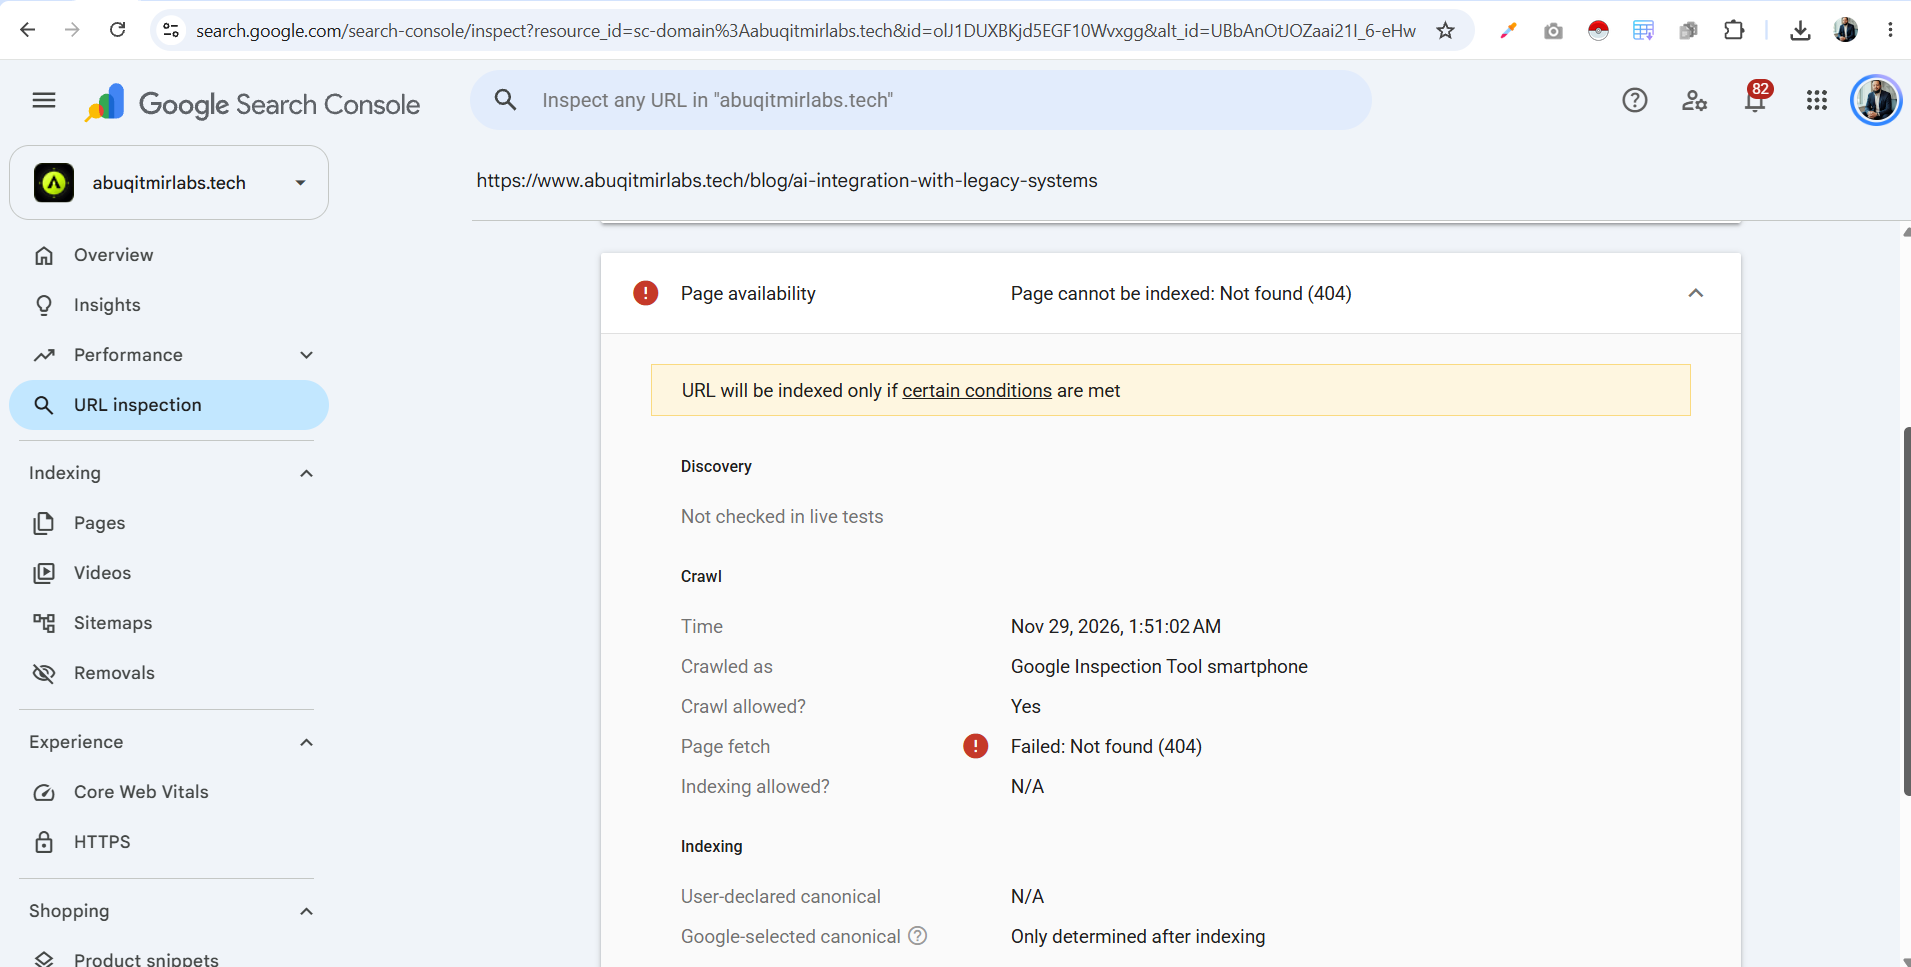 search.google.com/search-console/inspect?resource_id=sc-domain%3Aabuqitmirlabs.tech&id=olJ1DUXBKjd5EGF10Wvxgg&alt_id=UBbAnOtJOZaai21I_6-eHw
Google Search Console
Inspect any URL in "abuqitmirlabs.tech"
82
abuqitmirlabs.tech
https://www.abuqitmirlabs.tech/blog/ai-integration-with-legacy-systems
Overview
Insights
Performance
URL inspection
Indexing
Pages
Videos
Sitemaps
Removals
Experience
Core Web Vitals
HTTPS
Shopping
Product snippets
Page availability Page cannot be indexed: Not found (404)
URL will be indexed only if certain conditions are met
Discovery
Not checked in live tests
Crawl
Time Nov 29, 2026, 1:51:02 AM
Crawled as Google Inspection Tool smartphone
Crawl allowed? Yes
Page fetch Failed: Not found (404)
Indexing allowed? N/A
Indexing
User-declared canonical N/A
Google-selected canonical Only determined after indexing